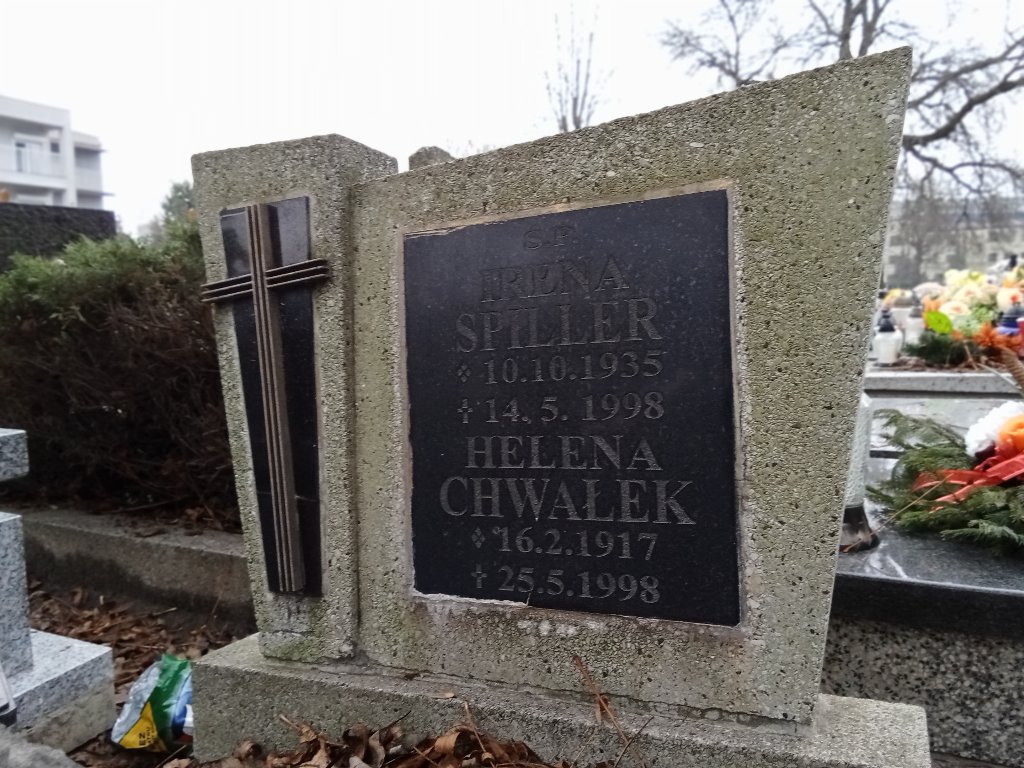 Ś.P.
IRENA
SPILLER
10.10.1935
† 14.5.1998
HELENA
CHWAŁEK
16.2.1917
† 25.5.1998